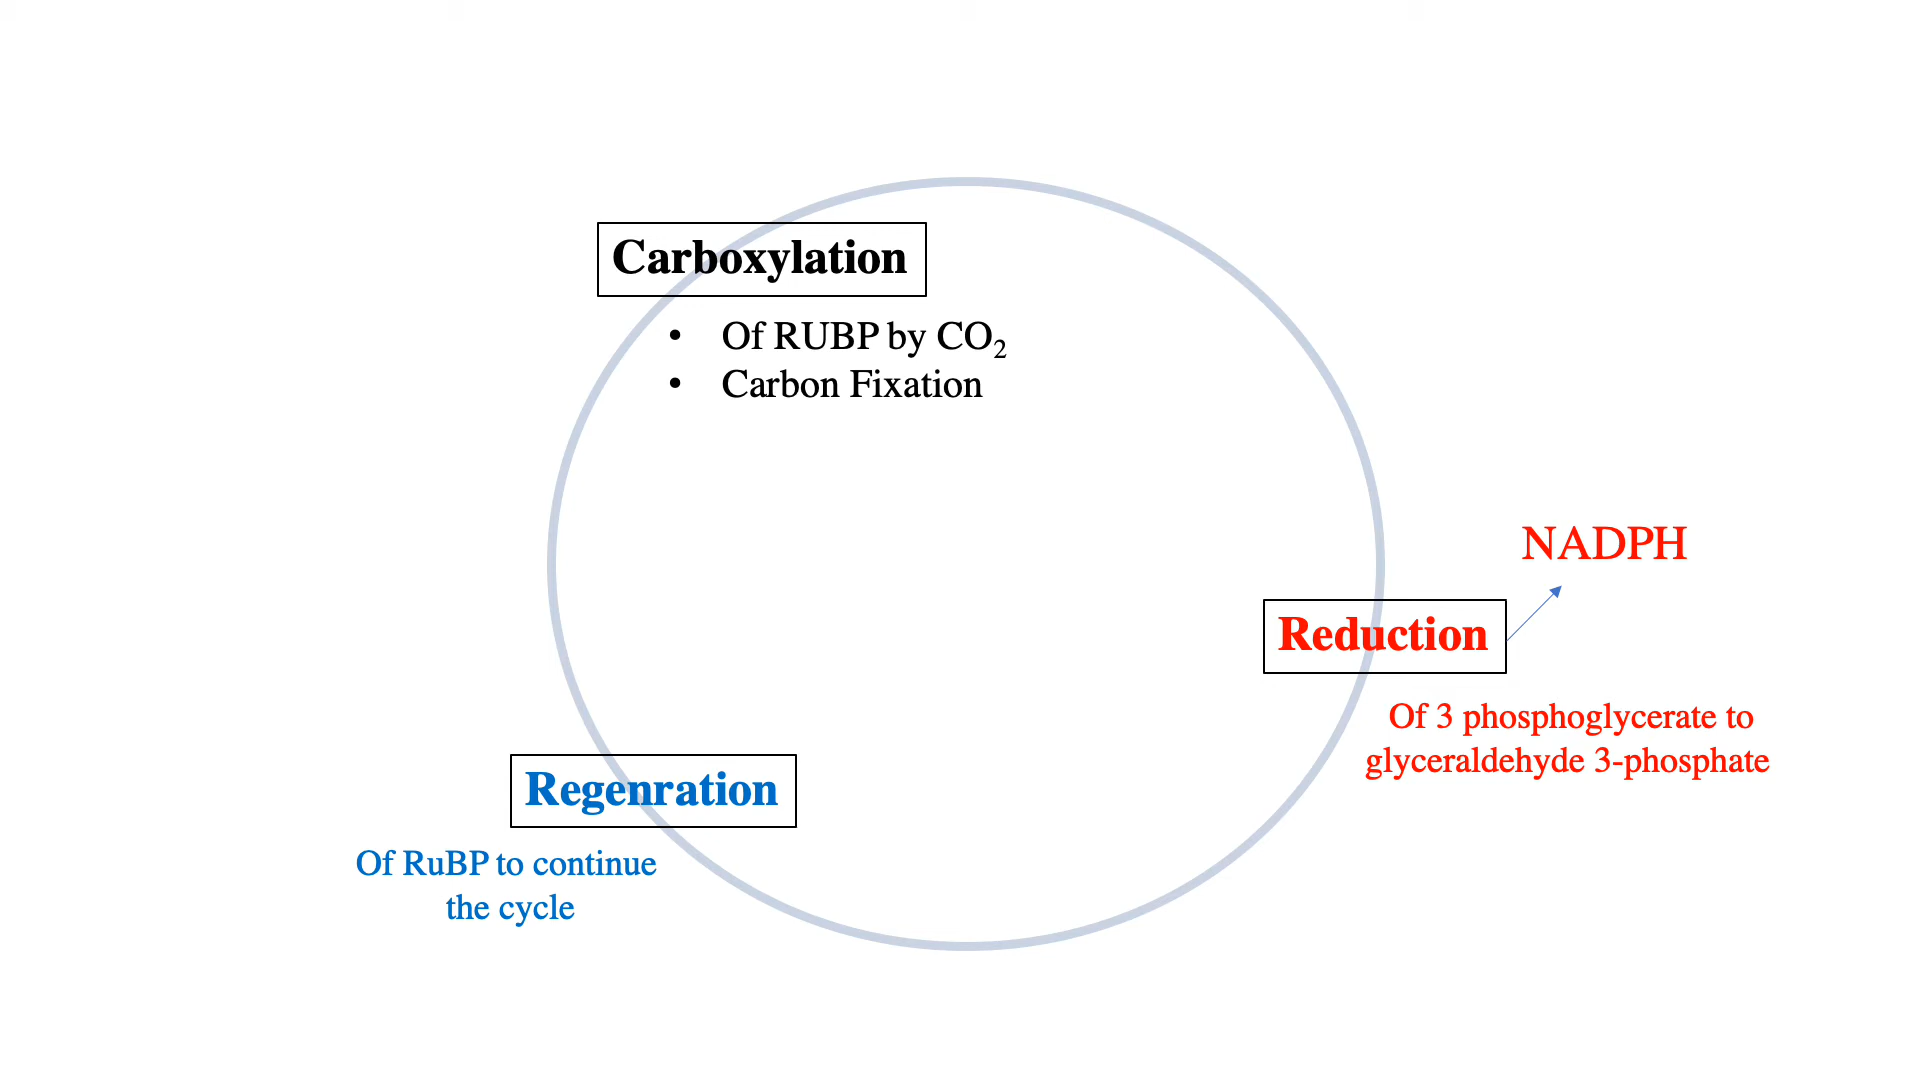 Carboxylation
• Of RUBP by CO₂
• Carbon Fixation
NADPH
Reduction
Of 3 phosphoglycerate to
glyceraldehyde 3-phosphate
Regenration
Of RuBP to continue
the cycle